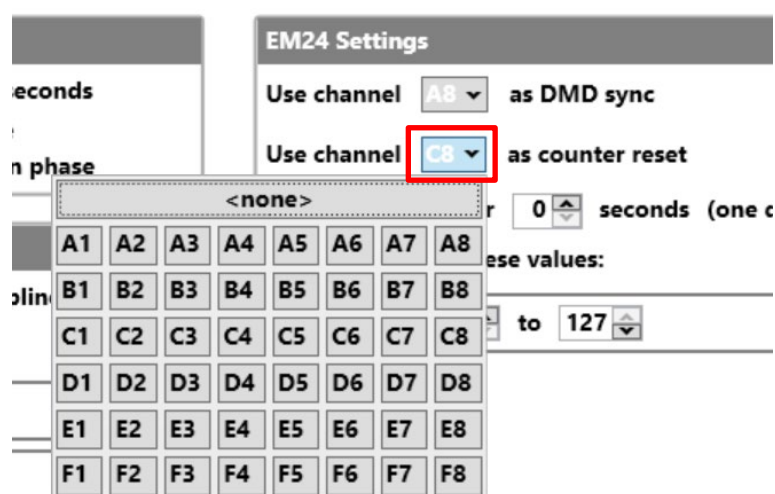 EM24 Settings
econds
Use channel A8 as DMD sync
n phase
Use channel C8 as counter reset
<none>
r 0 seconds (one
A1 A2 A3 A4 A5 A6 A7 A8
ese values:
B1 B2 B3 B4 B5 B6 B7 B8
plin
C1 C2 C3 C4 C5 C6 C7 C8
to 127
D1 D2 D3 D4 D5 D6 D7 D8
E1 E2 E3 E4 E5 E6 E7 E8
F1 F2 F3 F4 F5 F6 F7 F8